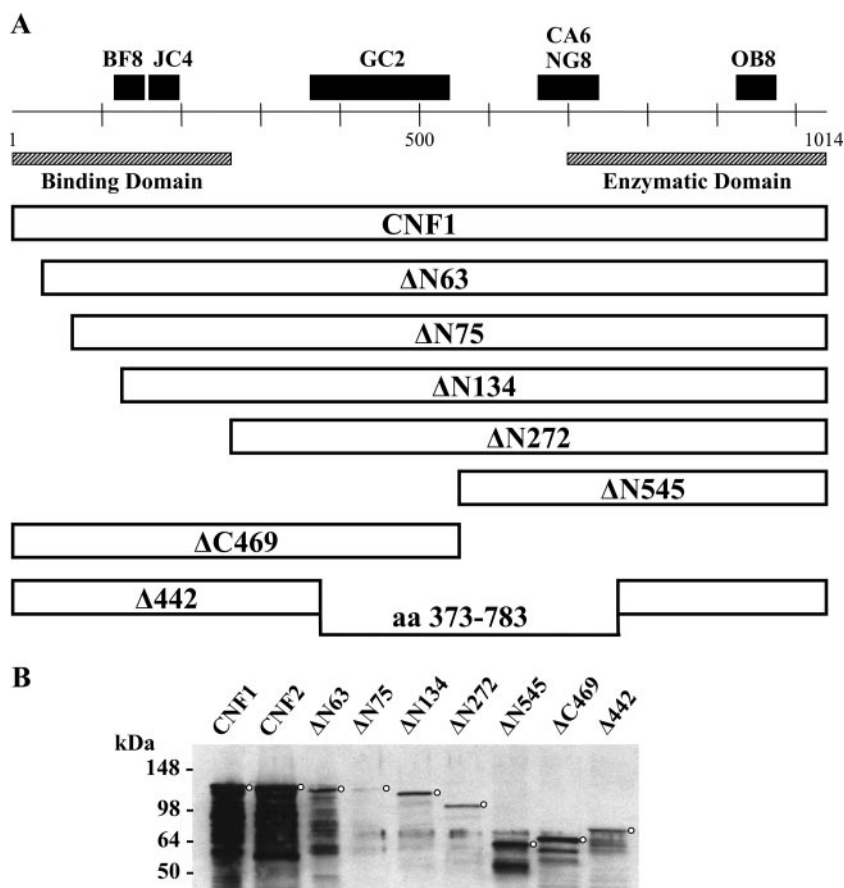 A
BF8 JC4 GC2 CA6 OB8
NG8
1 500 1014
Binding Domain Enzymatic Domain
CNF1
ΔN63
ΔN75
ΔN134
ΔN272
ΔN545
ΔC469
Δ442 aa 373-783
B
CNF1 CNF2 ΔN63 ΔN75 ΔN134 ΔN272 ΔN545 ΔC469 Δ442
kDa
148 -
98 -
64 -
50 -